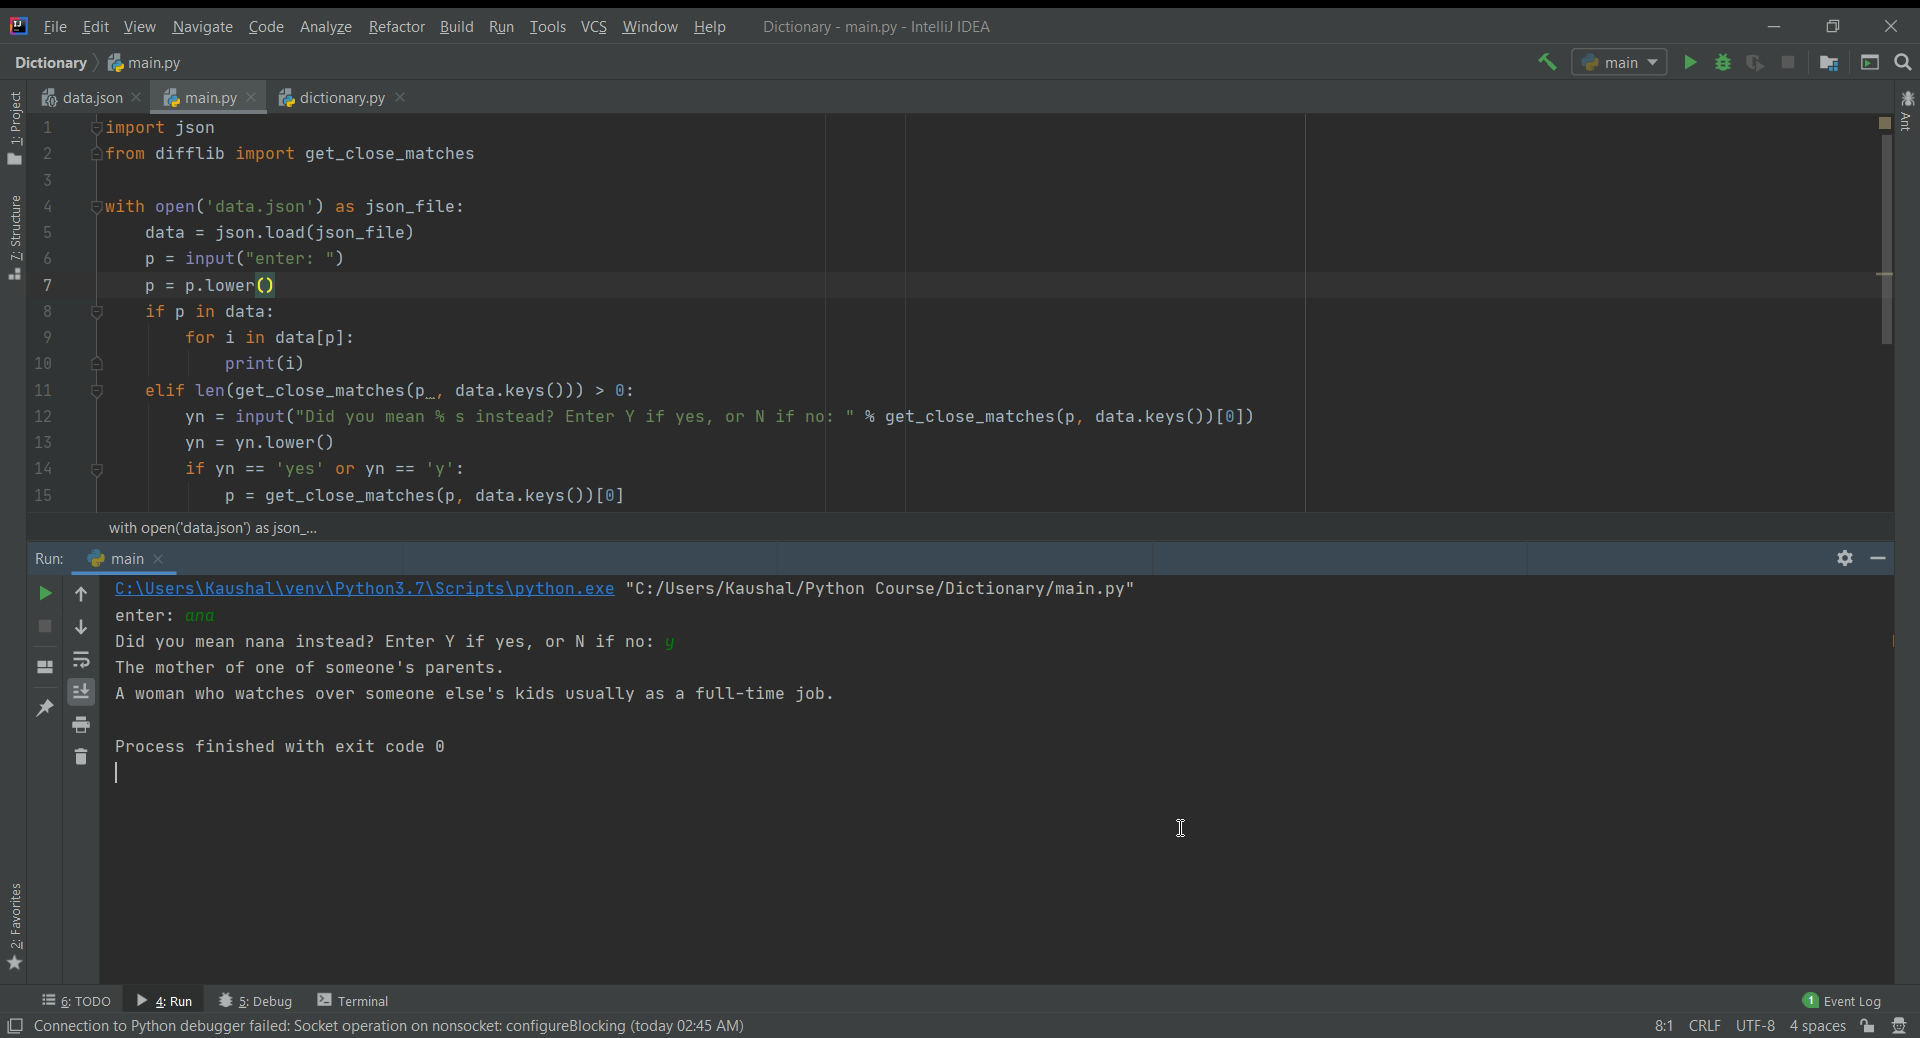 File Edit View Navigate Code Analyze Refactor Build Run Tools VCS Window Help Dictionary - main.py - IntelliJ IDEA
Dictionary main.py main
data.json main.py dictionary.py
1: Project
7: Structure
2: Favorites
Ant
1 import json
2 from difflib import get_close_matches
3
4 with open('data.json') as json_file:
5 data = json.load(json_file)
6 p = input("enter: ")
7 p = p.lower()
8 if p in data:
9 for i in data[p]:
10 print(i)
11 elif len(get_close_matches(p , data.keys())) > 0:
12 yn = input("Did you mean % s instead? Enter Y if yes, or N if no: " % get_close_matches(p, data.keys())[0])
13 yn = yn.lower()
14 if yn == 'yes' or yn == 'y':
15 p = get_close_matches(p, data.keys())[0]
with open('data.json') as json_...
Run: main
C:\Users\Kaushal\venv\Python3.7\Scripts\python.exe "C:/Users/Kaushal/Python Course/Dictionary/main.py"
enter: ana
Did you mean nana instead? Enter Y if yes, or N if no: y
The mother of one of someone's parents.
A woman who watches over someone else's kids usually as a full-time job.
Process finished with exit code 0
6: TODO 4: Run 5: Debug Terminal 1 Event Log
Connection to Python debugger failed: Socket operation on nonsocket: configureBlocking (today 02:45 AM) 8:1 CRLF UTF-8 4 spaces